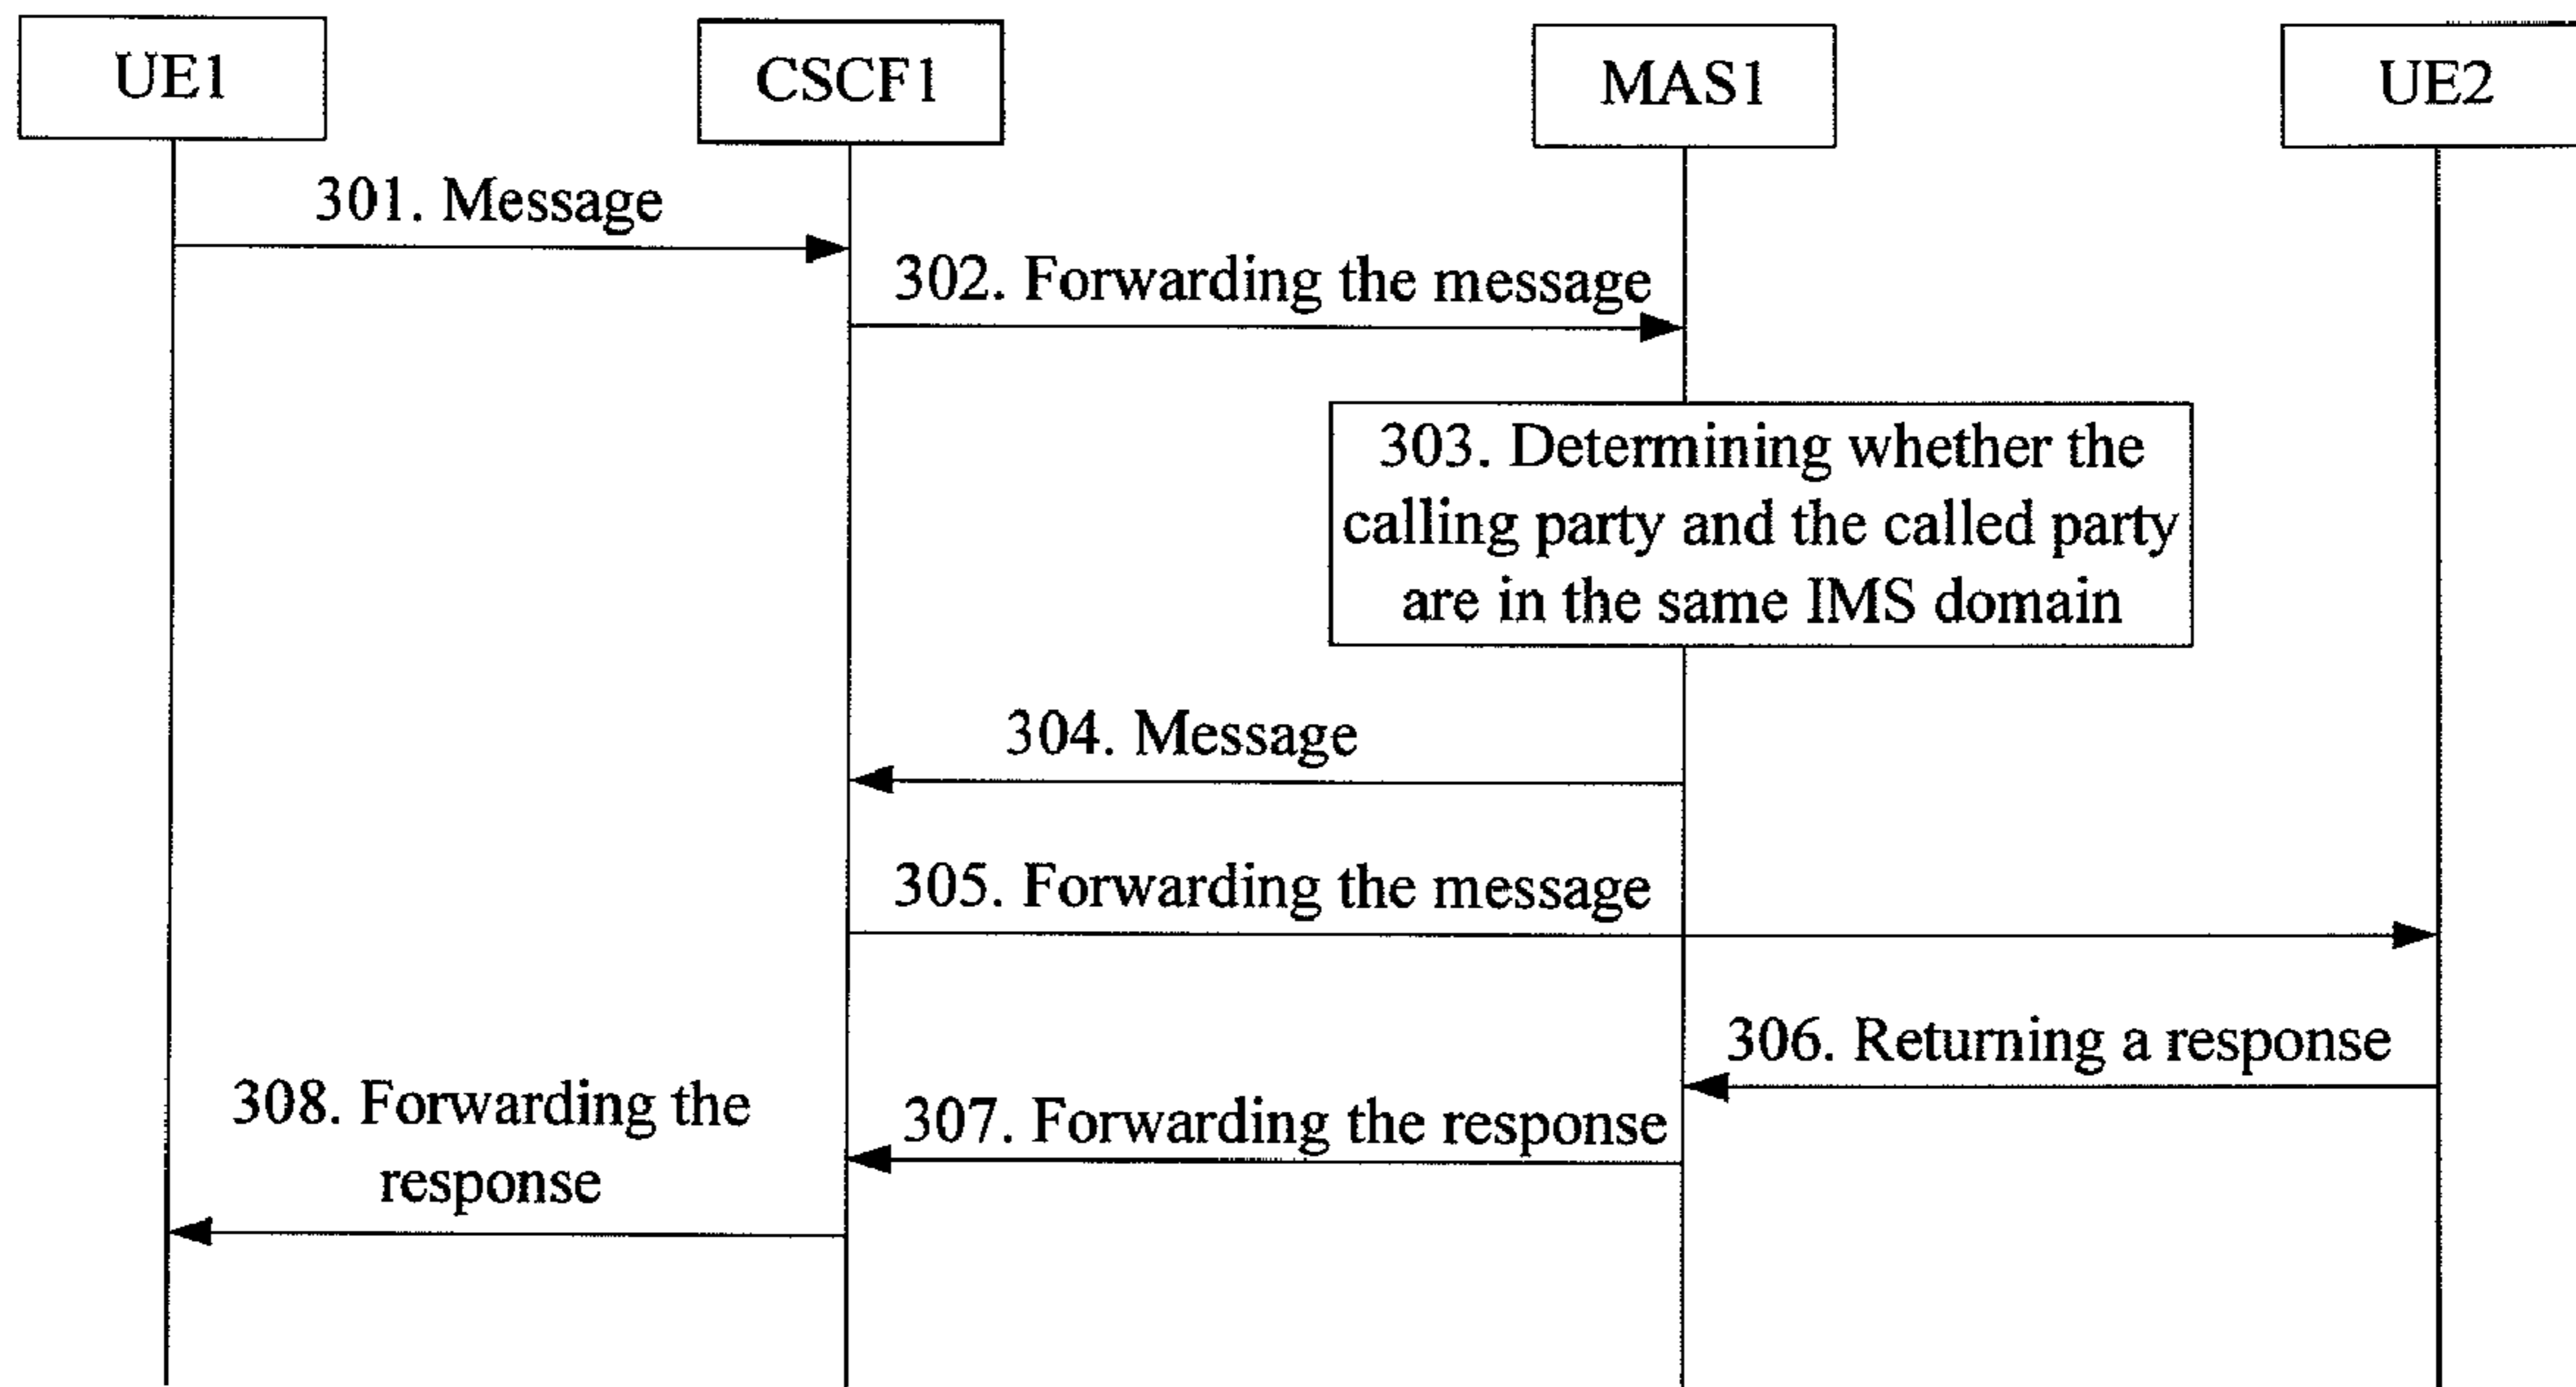 UE1
CSCF1
MAS1
UE2
301. Message
302. Forwarding the message
303. Determining whether the
calling party and the called party
are in the same IMS domain
304. Message
305. Forwarding the message
306. Returning a response
307. Forwarding the response
308. Forwarding the
response